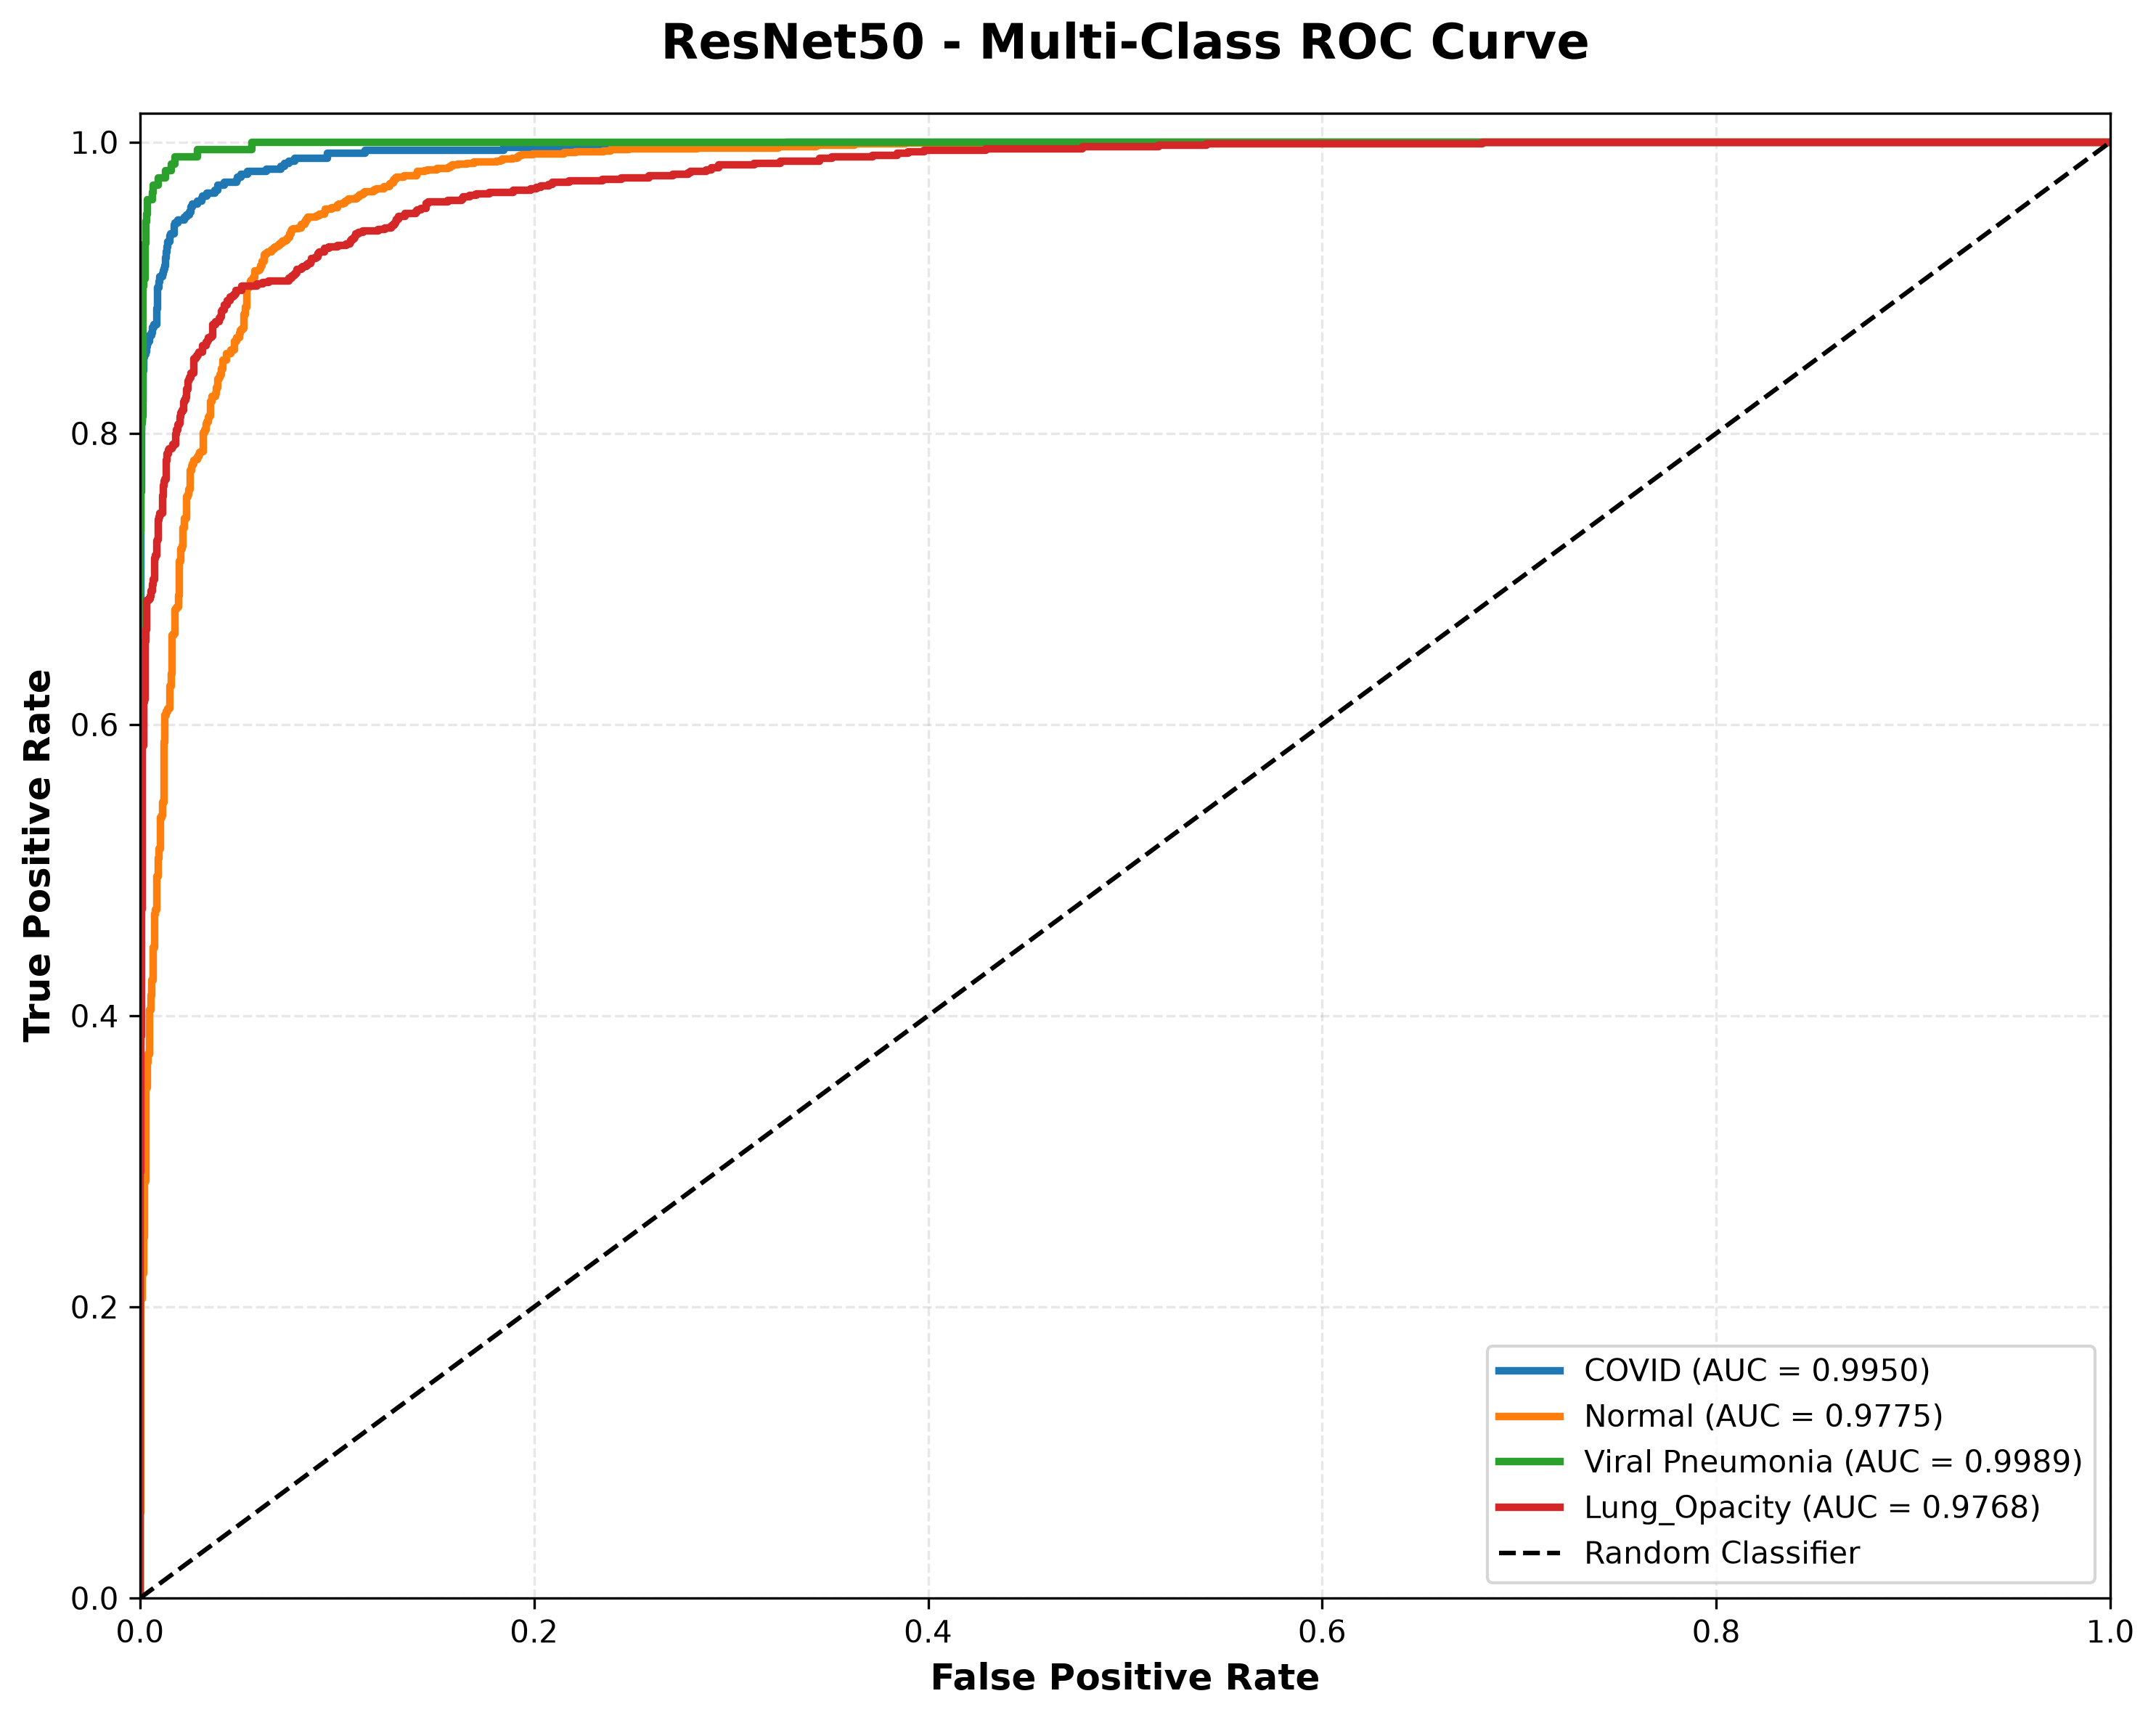 ResNet50 - Multi-Class ROC Curve
True Positive Rate
1.0
0.8
0.6
0.4
0.2
0.0
0.0 0.2 0.4 0.6 0.8 1.0
False Positive Rate
COVID (AUC = 0.9950)
Normal (AUC = 0.9775)
Viral Pneumonia (AUC = 0.9989)
Lung_Opacity (AUC = 0.9768)
Random Classifier